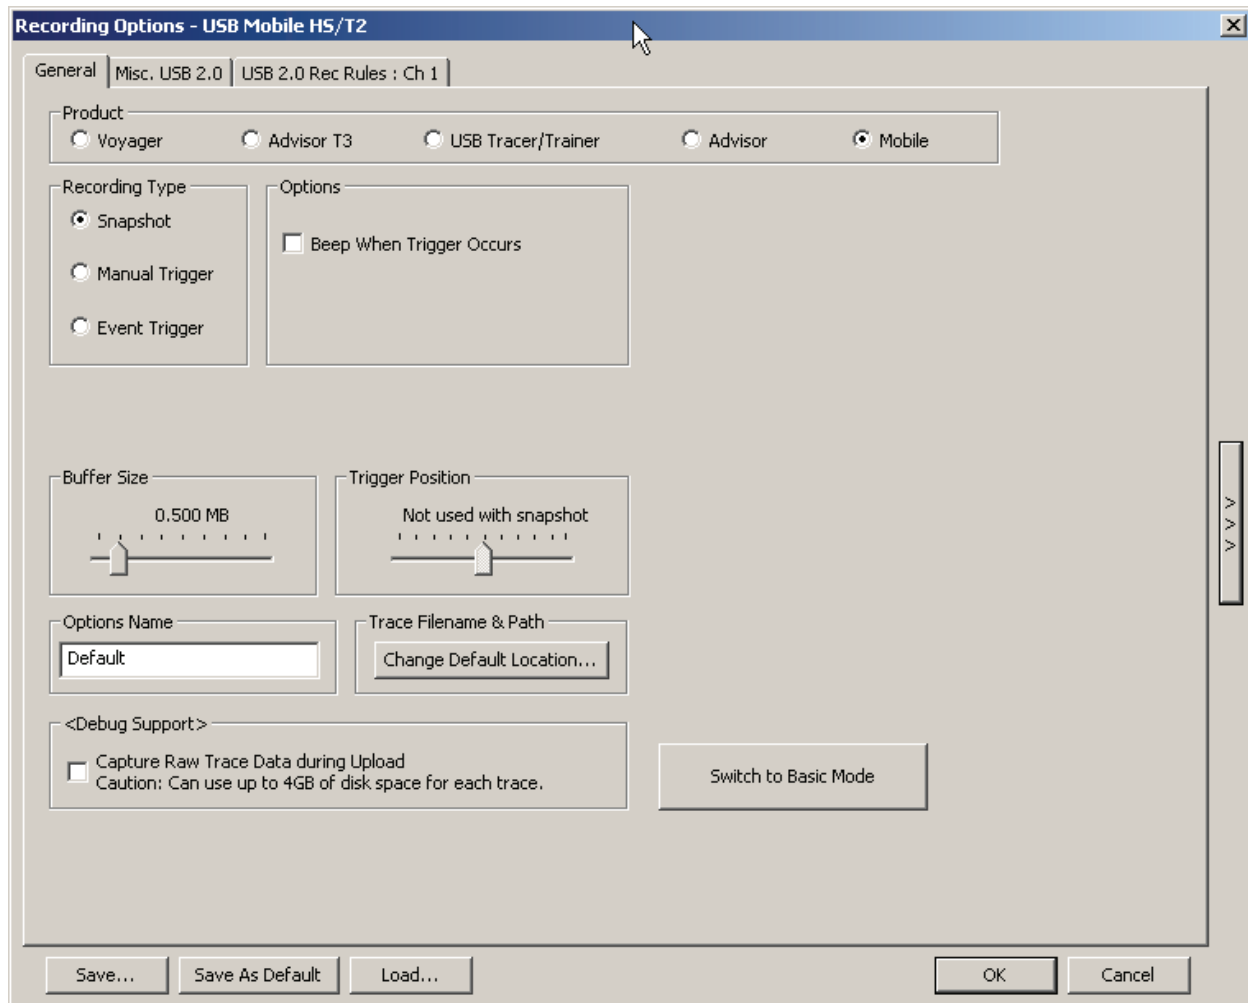 Recording Options - USB Mobile HS/T2
General
Misc. USB 2.0
USB 2.0 Rec Rules : Ch 1
Product
Voyager
Advisor T3
USB Tracer/Trainer
Advisor
Mobile
Recording Type
Snapshot
Manual Trigger
Event Trigger
Options
Beep When Trigger Occurs
Buffer Size
0.500 MB
Trigger Position
Not used with snapshot
Options Name
Default
Trace Filename & Path
Change Default Location...
<Debug Support>
Capture Raw Trace Data during Upload
Caution: Can use up to 4GB of disk space for each trace.
Switch to Basic Mode
>
>
>
Save...
Save As Default
Load...
OK
Cancel